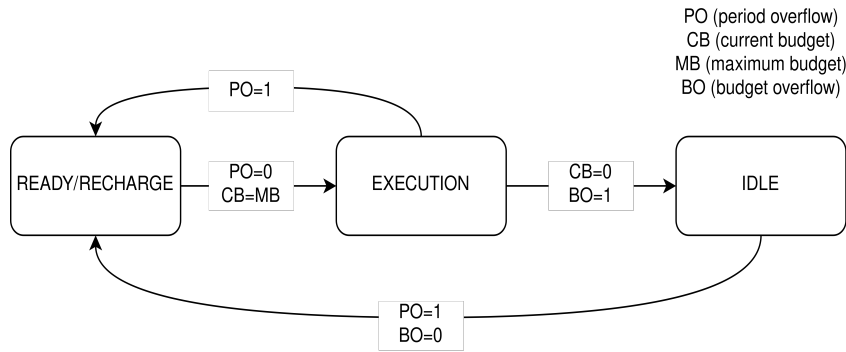 PO (period overflow)
CB (current budget)
MB (maximum budget)
BO (budget overflow)
PO=1
READY/RECHARGE
PO=0
CB=MB
EXECUTION
CB=0
BO=1
IDLE
PO=1
BO=0